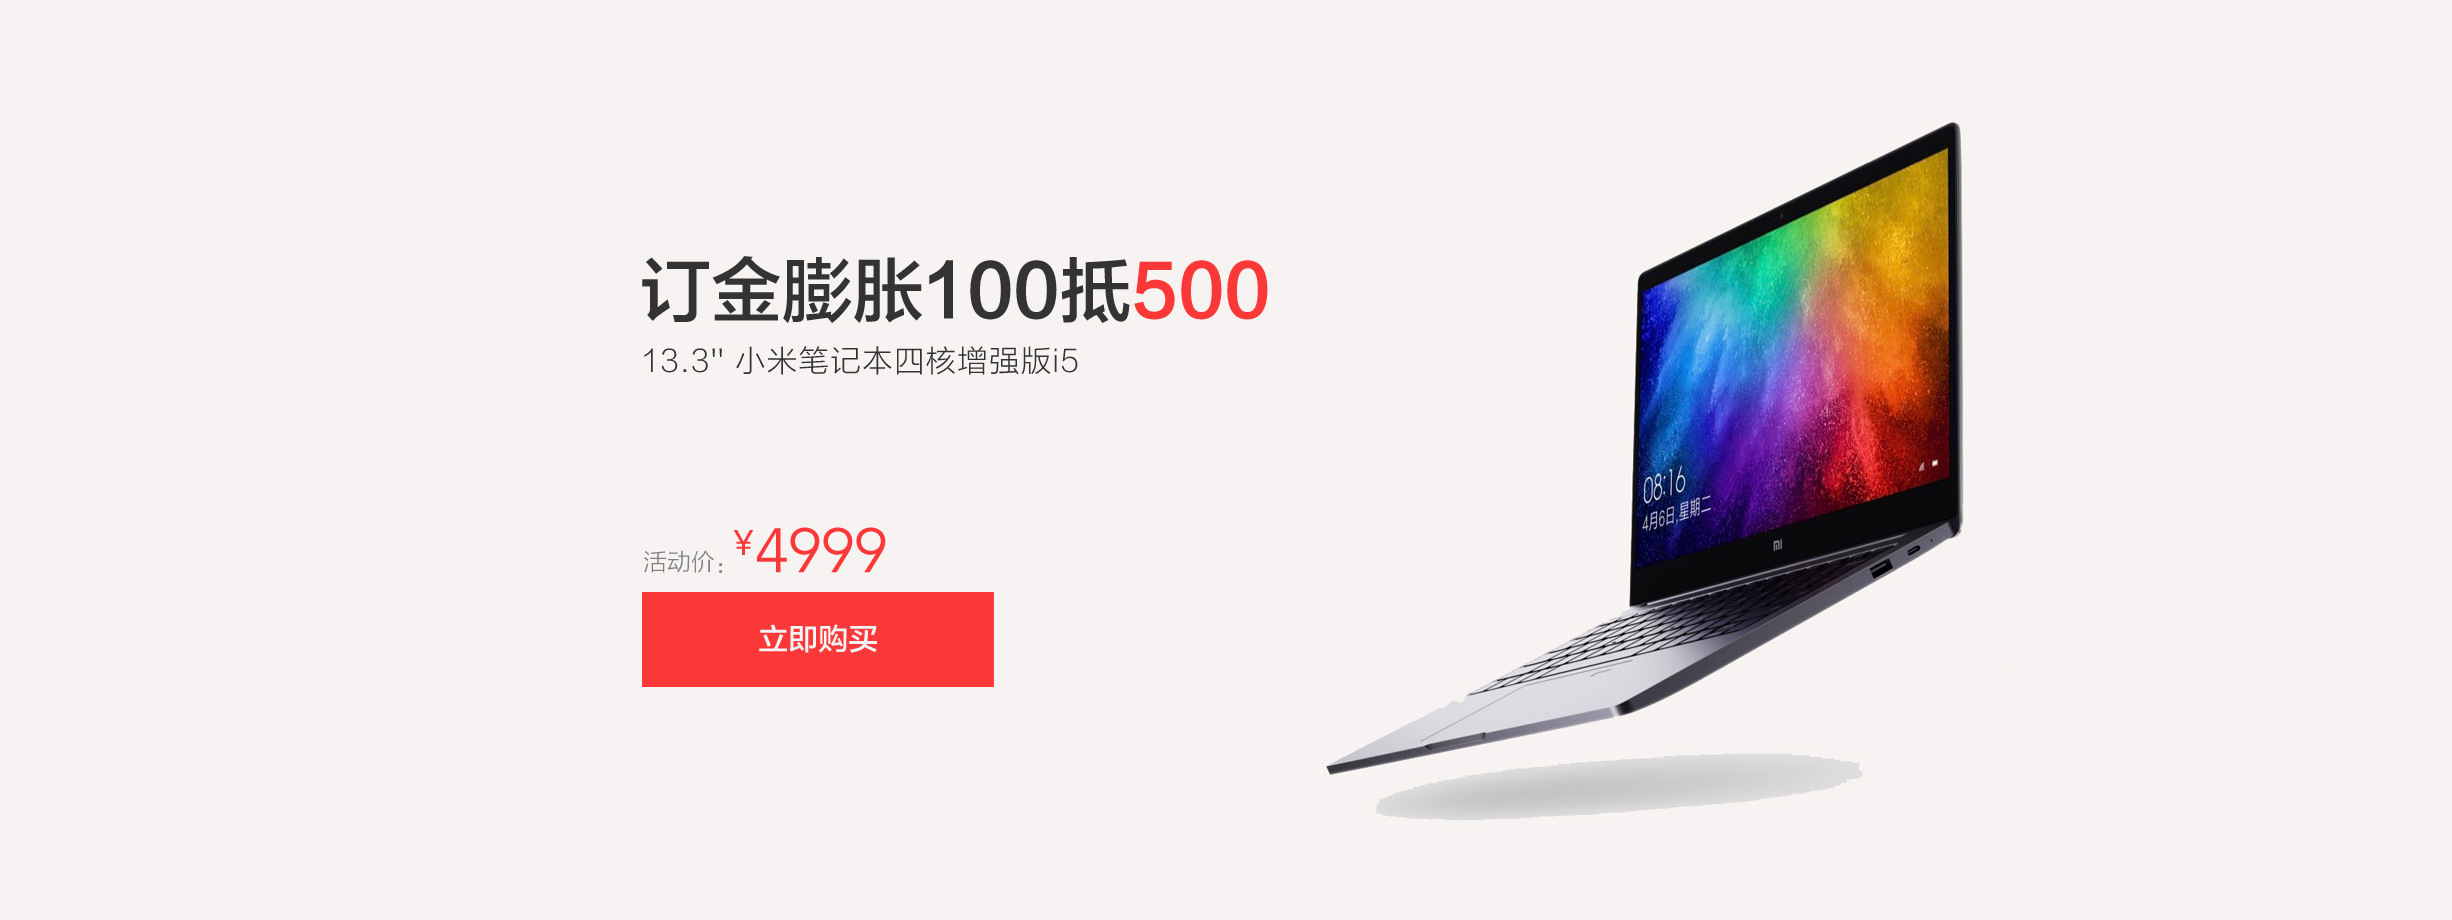 订金膨胀100抵500
13.3" 小米笔记本四核增强版i5
活动价：¥4999
立即购买
08:16
4月6日,星期二
mi